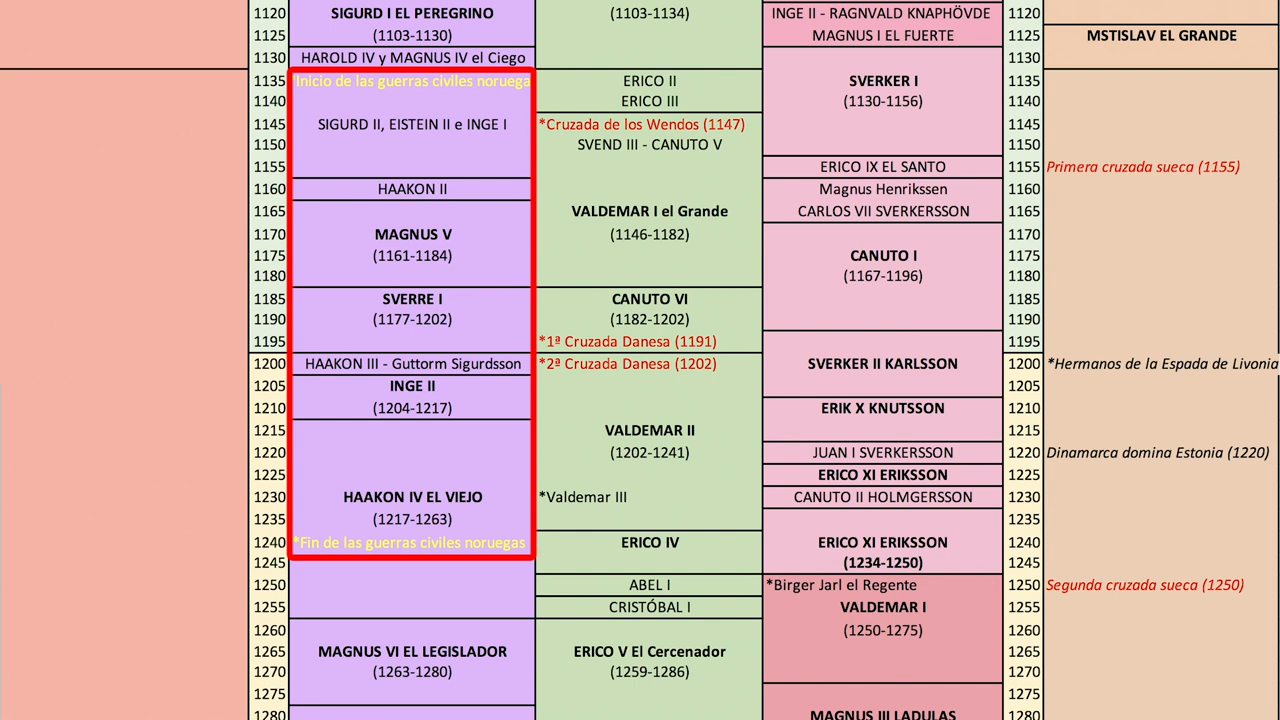 1120
SIGURD I EL PEREGRINO
(1103-1134)
INGE II - RAGNVALD KNAPHÖVDE
1120
1125
(1103-1130)
MAGNUS I EL FUERTE
1125
MSTISLAV EL GRANDE
1130
HAROLD IV y MAGNUS IV el Ciego
1130
1135
*Inicio de las guerras civiles noruega
ERICO II
SVERKER I
1135
1140
ERICO III
(1130-1156)
1140
1145
SIGURD II, EISTEIN II e INGE I
*Cruzada de los Wendos (1147)
1145
1150
SVEND III - CANUTO V
1150
1155
ERICO IX EL SANTO
1155
Primera cruzada sueca (1155)
1160
HAAKON II
Magnus Henrikssen
1160
1165
VALDEMAR I el Grande
CARLOS VII SVERKERSSON
1165
1170
MAGNUS V
(1146-1182)
1170
1175
(1161-1184)
CANUTO I
1175
1180
(1167-1196)
1180
1185
SVERRE I
CANUTO VI
1185
1190
(1177-1202)
(1182-1202)
1190
1195
*1ª Cruzada Danesa (1191)
1195
1200
HAAKON III - Guttorm Sigurdsson
*2ª Cruzada Danesa (1202)
SVERKER II KARLSSON
1200
*Hermanos de la Espada de Livonia
1205
INGE II
1205
1210
(1204-1217)
ERIK X KNUTSSON
1210
1215
VALDEMAR II
1215
1220
(1202-1241)
JUAN I SVERKERSSON
1220
Dinamarca domina Estonia (1220)
1225
ERICO XI ERIKSSON
1225
1230
HAAKON IV EL VIEJO
*Valdemar III
CANUTO II HOLMGERSSON
1230
1235
(1217-1263)
1235
1240
*Fin de las guerras civiles noruegas
ERICO IV
ERICO XI ERIKSSON
1240
1245
(1234-1250)
1245
1250
ABEL I
*Birger Jarl el Regente
1250
Segunda cruzada sueca (1250)
1255
CRISTÓBAL I
VALDEMAR I
1255
1260
(1250-1275)
1260
1265
MAGNUS VI EL LEGISLADOR
ERICO V El Cercenador
1265
1270
(1263-1280)
(1259-1286)
1270
1275
1275
1280
MAGNUS III LADULAS
1280